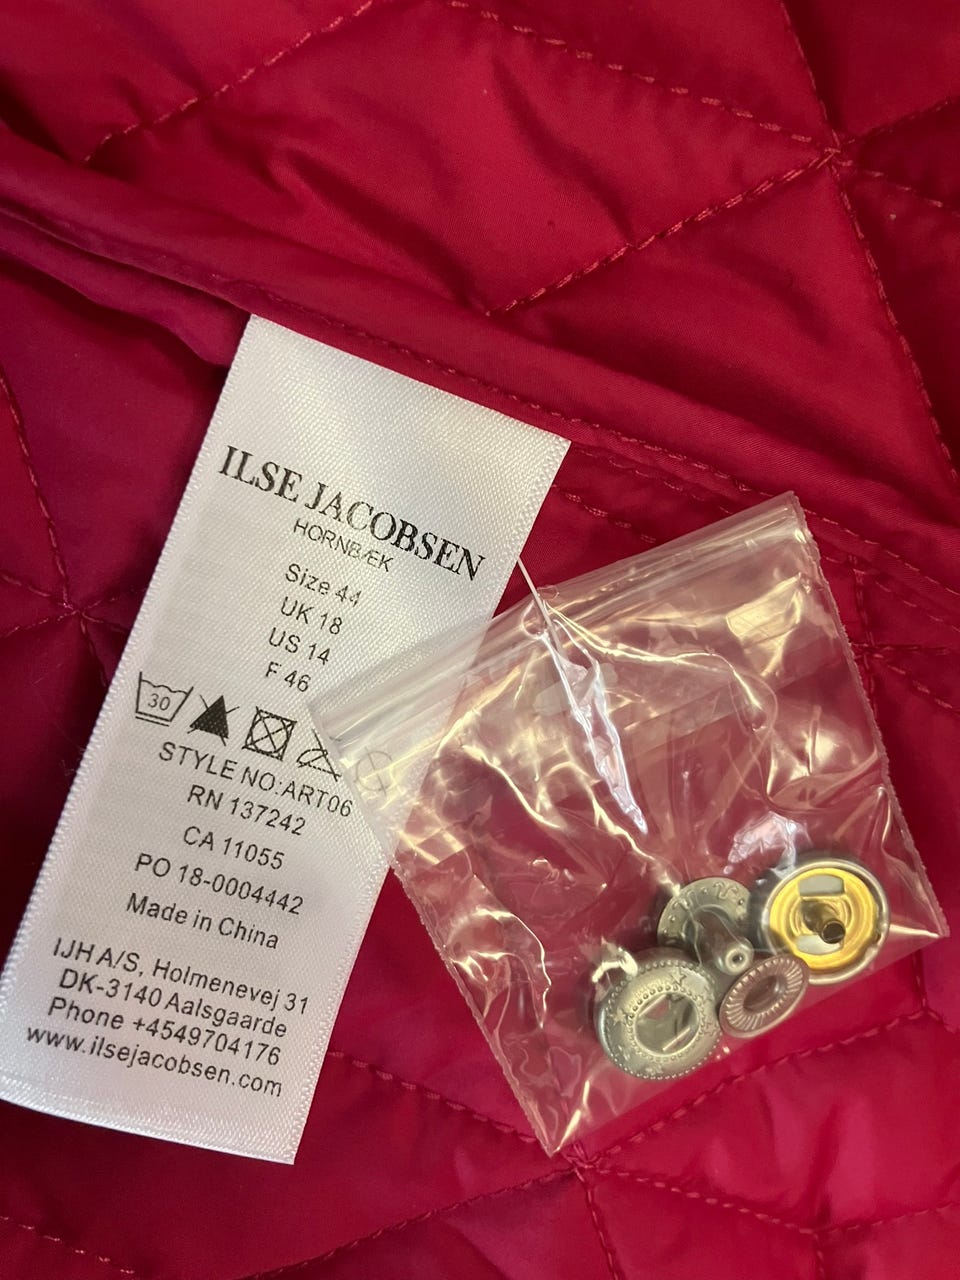 ILSE JACOBSEN
HORNBÆK
Size 44
UK 18
US 14
F 46
30
STYLE NO:ART06
RN 137242
CA 11055
PO 18-0004442
Made in China
IJH A/S, Holmenevej 31
DK-3140 Aalsgaarde
Phone +4549704176
www.ilsejacobsen.com